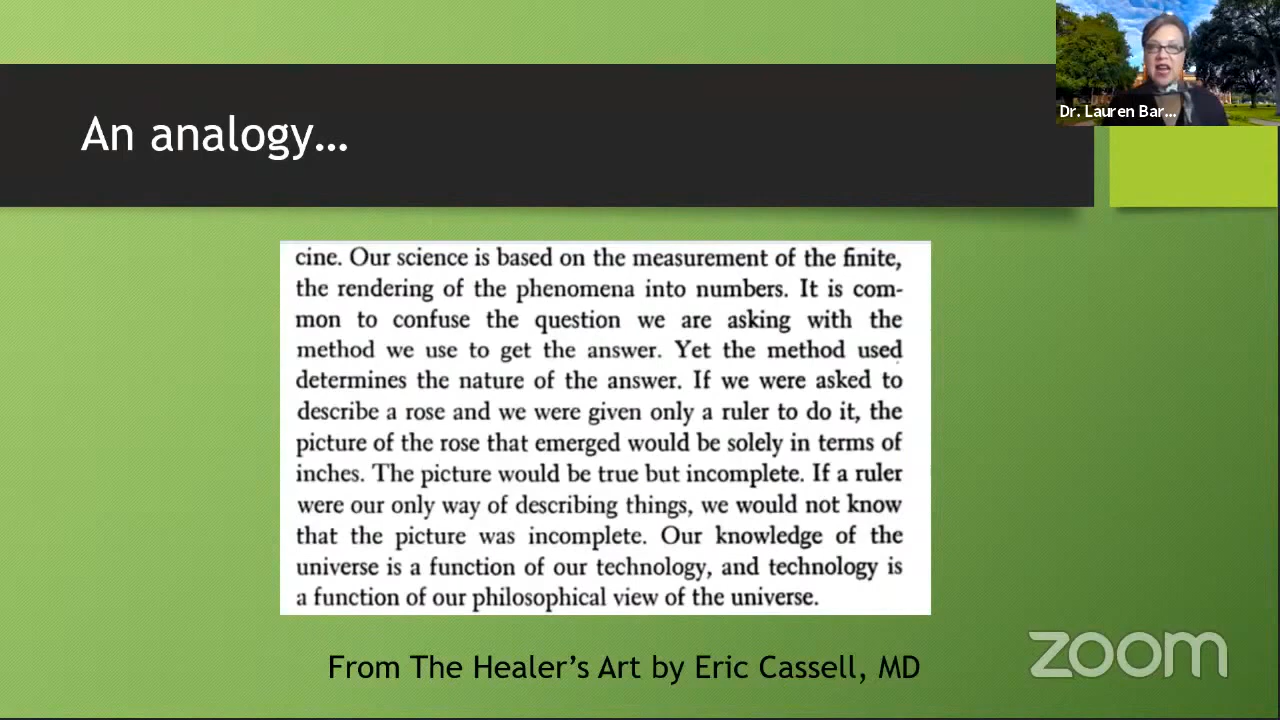 An analogy...
Dr. Lauren Bar...
cine. Our science is based on the measurement of the finite,
the rendering of the phenomena into numbers. It is com-
mon to confuse the question we are asking with the
method we use to get the answer. Yet the method used
determines the nature of the answer. If we were asked to
describe a rose and we were given only a ruler to do it, the
picture of the rose that emerged would be solely in terms of
inches. The picture would be true but incomplete. If a ruler
were our only way of describing things, we would not know
that the picture was incomplete. Our knowledge of the
universe is a function of our technology, and technology is
a function of our philosophical view of the universe.
From The Healer’s Art by Eric Cassell, MD
zoom